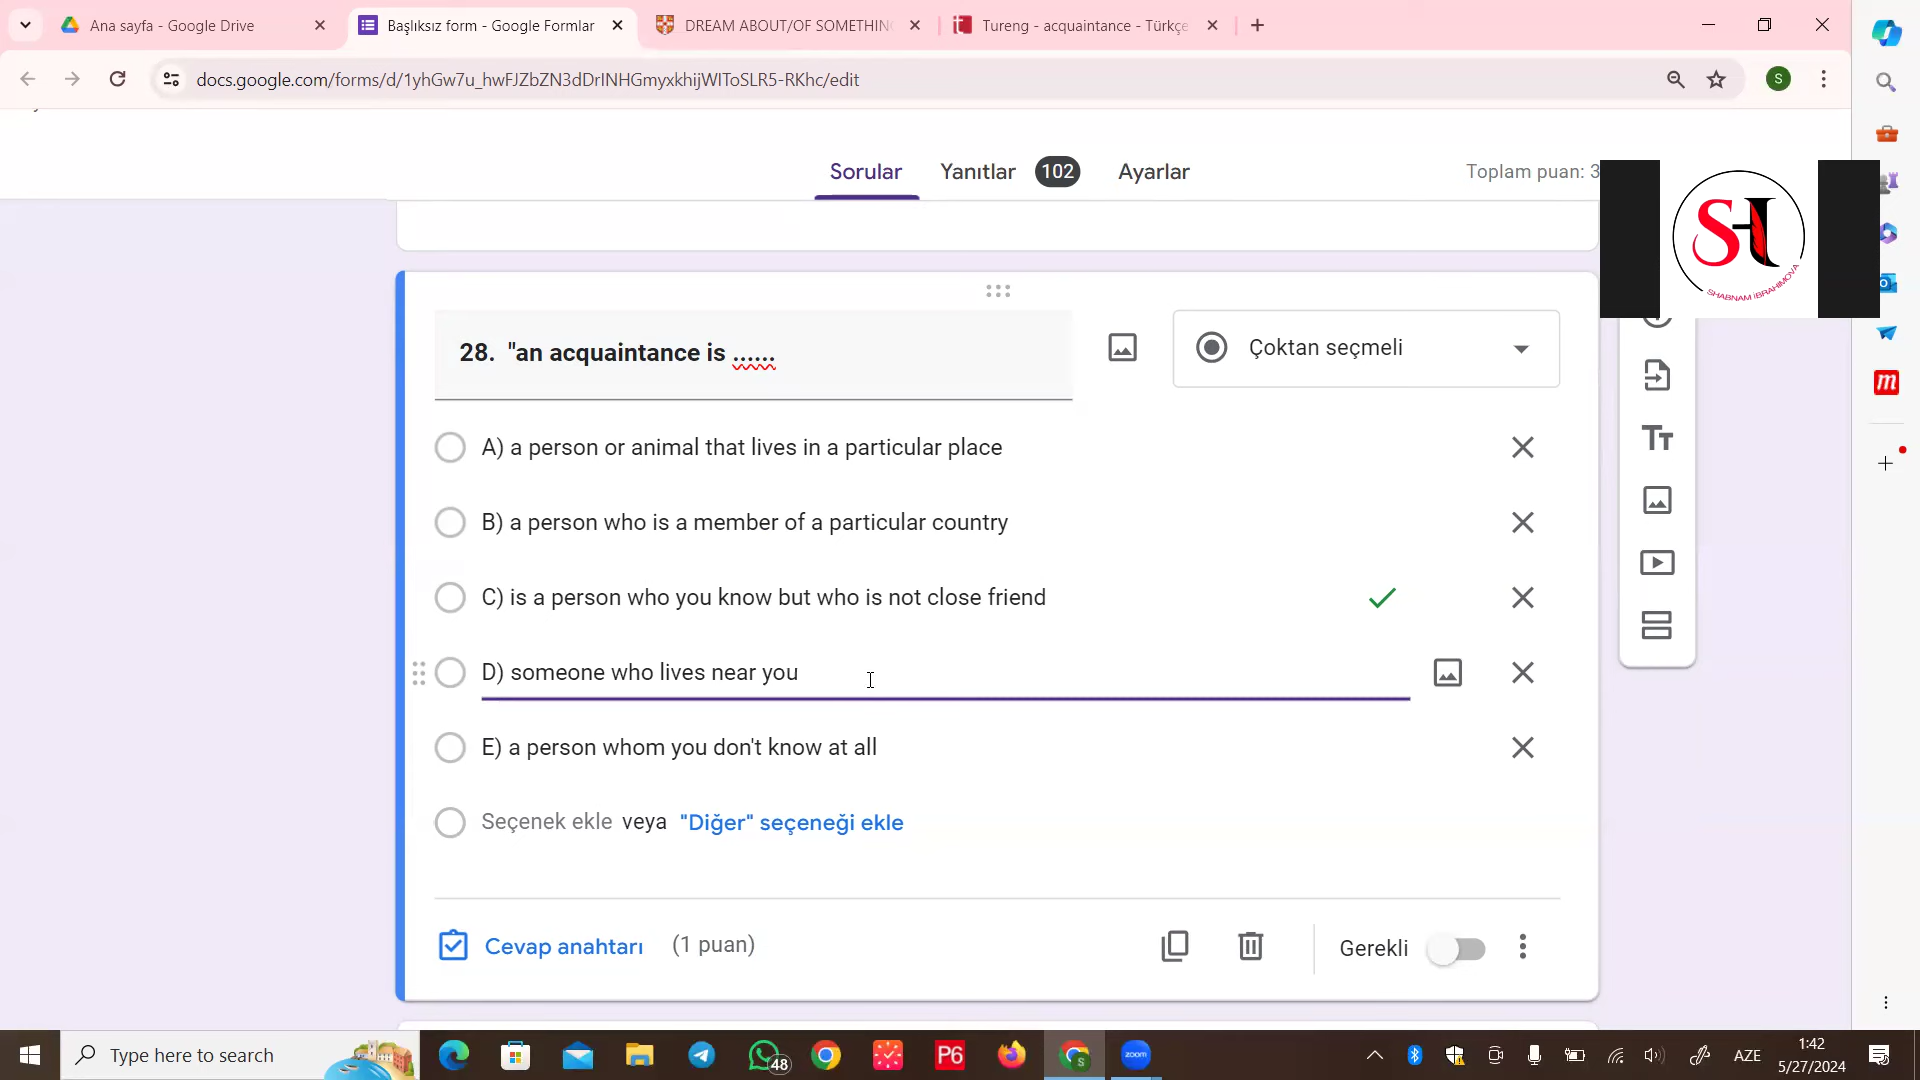 Ana sayfa - Google Drive
Başlıksız form - Google Formlar
DREAM ABOUT/OF SOMETHIN
Tureng - acquaintance - Türkçe
docs.google.com/forms/d/1yhGw7u_hwFJZbZN3dDrINHGmyxkhijWIToSLR5-RKhc/edit
S
Sorular
Yanıtlar
102
Ayarlar
Toplam puan: 3
SH
SHABNAM İBRAHIMOVA
28. "an acquaintance is ......
Çoktan seçmeli
A) a person or animal that lives in a particular place
B) a person who is a member of a particular country
C) is a person who you know but who is not close friend
D) someone who lives near you
E) a person whom you don't know at all
Seçenek ekle veya "Diğer" seçeneği ekle
Cevap anahtarı (1 puan)
Gerekli
Tt
m
Type here to search
48
P6
S
zoom
AZE
1:42
5/27/2024